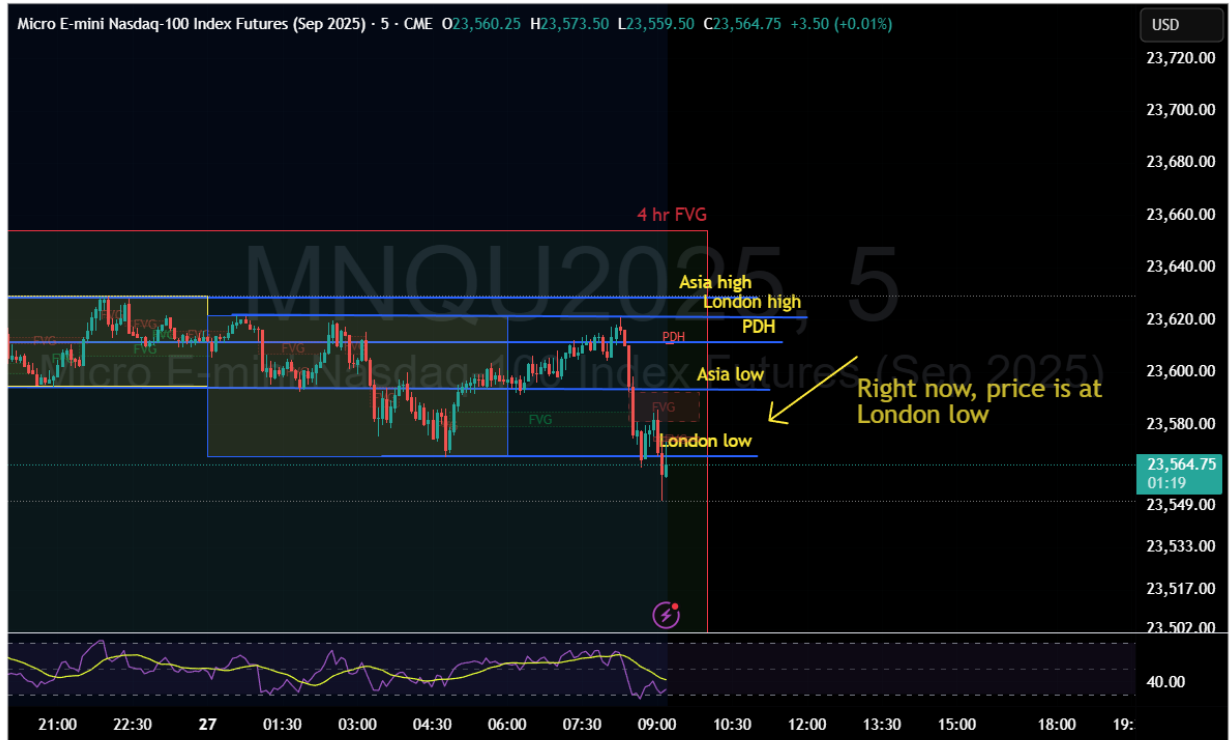 Micro E-mini Nasdaq-100 Index Futures (Sep 2025) · 5 · CME O23,560.25 H23,573.50 L23,559.50 C23,564.75 +3.50 (+0.01%)
USD
23,720.00
23,700.00
23,680.00
23,660.00
4 hr FVG
23,640.00
MNQU2025, 5
Asia high
London high
23,620.00
PDH
FVG
FVG
FVG
PDH
FVG
FVG
FVG
Micro E-mini Nasdaq-100 Index Futures (Sep 2025)
23,600.00
Asia low
Right now, price is at
London low
FVG
FVG
23,580.00
London low
23,564.75
01:19
23,549.00
23,533.00
23,517.00
23,502.00
40.00
21:00 22:30 27 01:30 03:00 04:30 06:00 07:30 09:00 10:30 12:00 13:30 15:00 18:00 19: